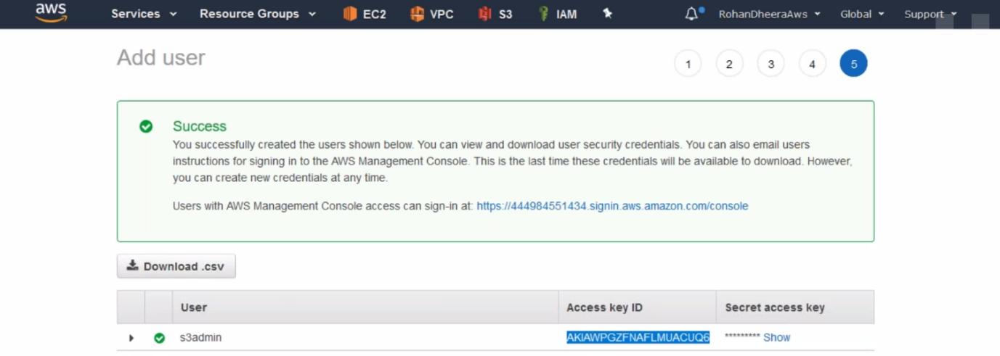 aws Services Resource Groups EC2 VPC S3 IAM RohanDheeraAws Global Support
Add user 1 2 3 4 5
Success
You successfully created the users shown below. You can view and download user security credentials. You can also email users
instructions for signing in to the AWS Management Console. This is the last time these credentials will be available to download. However,
you can create new credentials at any time.
Users with AWS Management Console access can sign-in at: https://444984551434.signin.aws.amazon.com/console
Download .csv
User Access key ID Secret access key
s3admin AKIAWPGZFNAFLMUACUQ6 ********* Show